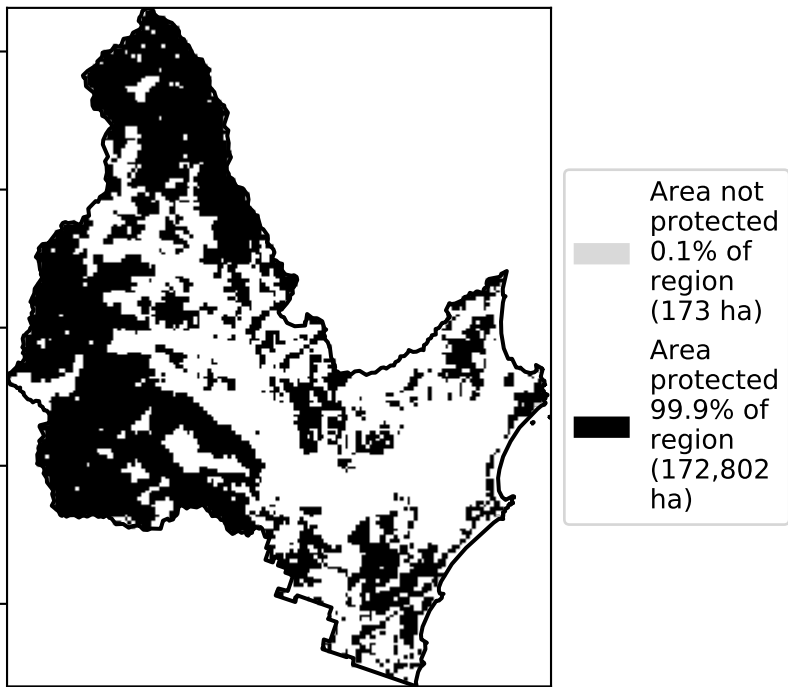 Area not
protected
0.1% of
region
(173 ha)
Area
protected
99.9% of
region
(172,802
ha)